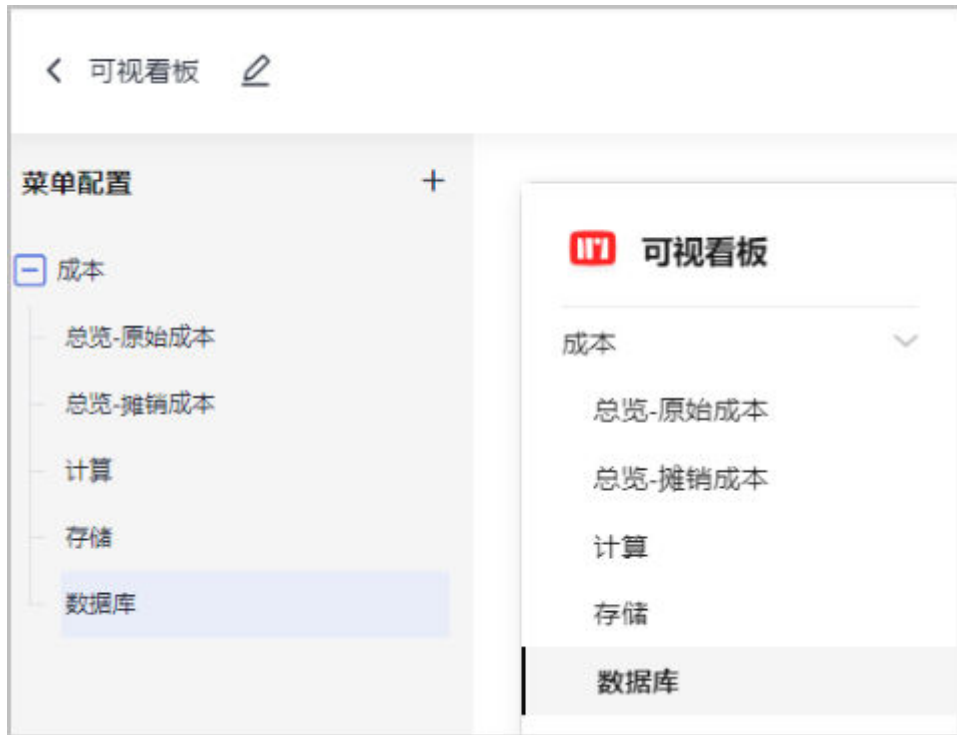 可视看板
菜单配置
成本
总览-原始成本
总览-摊销成本
计算
存储
数据库
可视看板
成本
总览-原始成本
总览-摊销成本
计算
存储
数据库